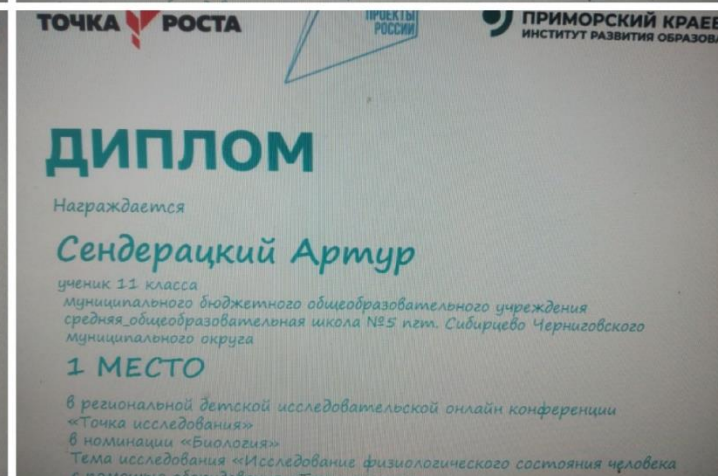 ТОЧКА РОСТА
ПРОЕКТЫ
РОССИИ
ПРИМОРСКИЙ КРАЕВ
ИНСТИТУТ РАЗВИТИЯ ОБРАЗОВА
ДИПЛОМ
Награждается
Сендерацкий Артур
ученик 11 класса
муниципального бюджетного общеобразовательного учреждения
средняя_общеобразовательная школа №5 пгт. Сибирцево Черниговского
муниципального округа
1 МЕСТО
в региональной детской исследовательской онлайн конференции
«Точка исследования»
в номинации «Биология»
Тема исследования «Исследование физиологического состояния человека